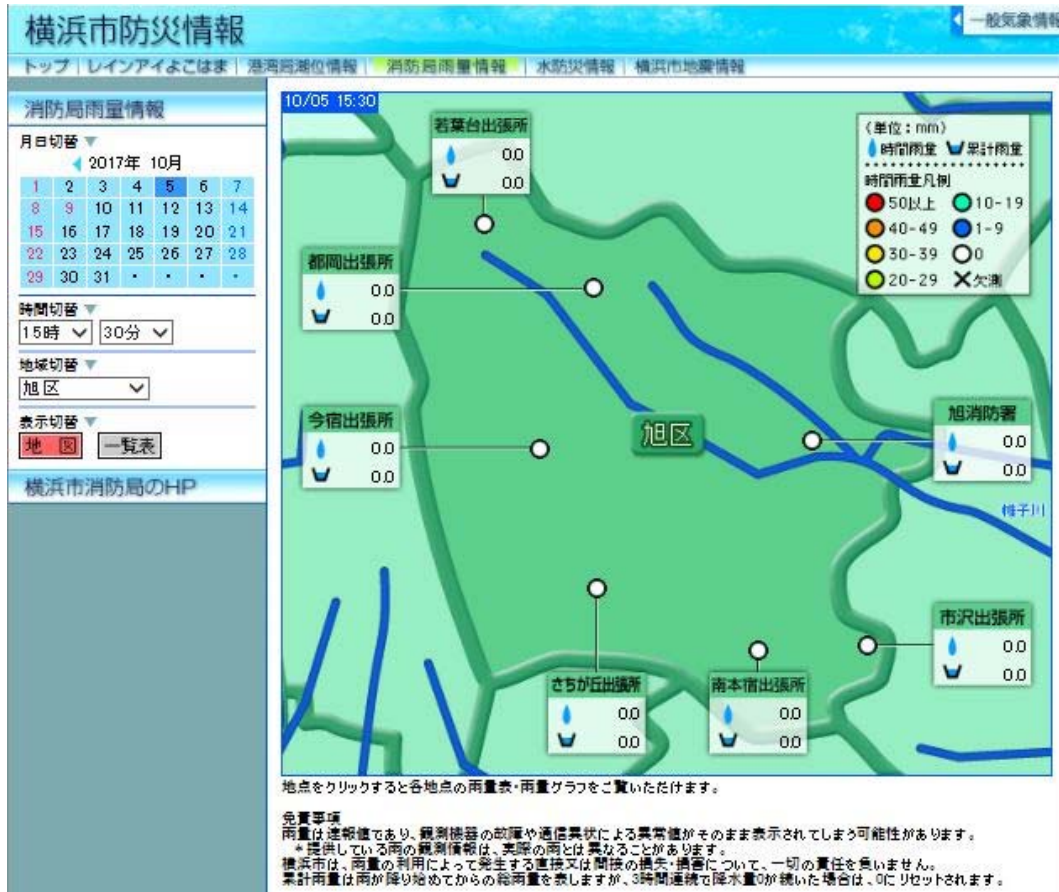 横浜市防災情報
一般気象情報
トップ | レインアイよこはま | 港湾局潮位情報 | 消防局雨量情報 | 水防災情報 | 横浜市地震情報
消防局雨量情報
月日切替
2017年 10月
1 2 3 4 5 6 7
8 9 10 11 12 13 14
15 16 17 18 19 20 21
22 23 24 25 26 27 28
29 30 31 ・ ・ ・ ・
時間切替
15時 30分
地域切替
旭区
表示切替
地 図 一覧表
横浜市消防局のHP
10/05 15:30
(単位：mm)
時間雨量 累計雨量
時間雨量凡例
50以上 10-19
40-49 1-9
30-39 0
20-29 欠測
若葉台出張所
0.0
0.0
都岡出張所
0.0
0.0
今宿出張所
0.0
0.0
旭区
旭消防署
0.0
0.0
帷子川
市沢出張所
0.0
0.0
さちが丘出張所
0.0
0.0
南本宿出張所
0.0
0.0
地点をクリックすると各地点の雨量表・雨量グラフをご覧いただけます。
免責事項
雨量は速報値であり、観測機器の故障や通信異状による異常値がそのまま表示されてしまう可能性があります。
＊提供している雨の観測情報は、実際の雨とは異なることがあります。
横浜市は、雨量の利用によって発生する直接又は間接の損失・損害について、一切の責任を負いません。
累計雨量は雨が降り始めてからの総雨量を表しますが、3時間連続で降水量0が続いた場合は、0にリセットされます。